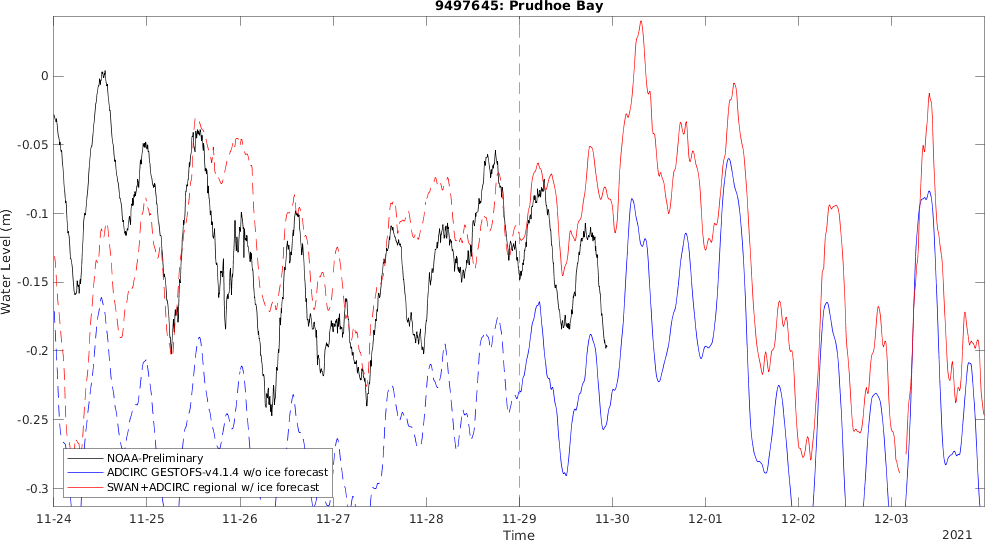 9497645: Prudhoe Bay
Water Level (m)
0
-0.05
-0.1
-0.15
-0.2
-0.25
-0.3
NOAA-Preliminary
ADCIRC GESTOFS-v4.1.4 w/o ice forecast
SWAN+ADCIRC regional w/ ice forecast
11-24 11-25 11-26 11-27 11-28 11-29 11-30 12-01 12-02 12-03
Time
2021